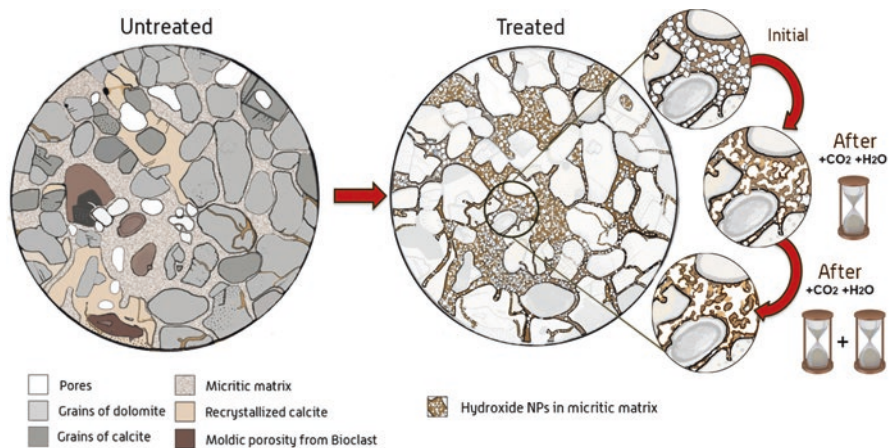 Untreated
Treated
Initial
After
+CO2 +H2O
After
+CO2 +H2O
+
Pores
Grains of dolomite
Grains of calcite
Micritic matrix
Recrystallized calcite
Moldic porosity from Bioclast
Hydroxide NPs in micritic matrix